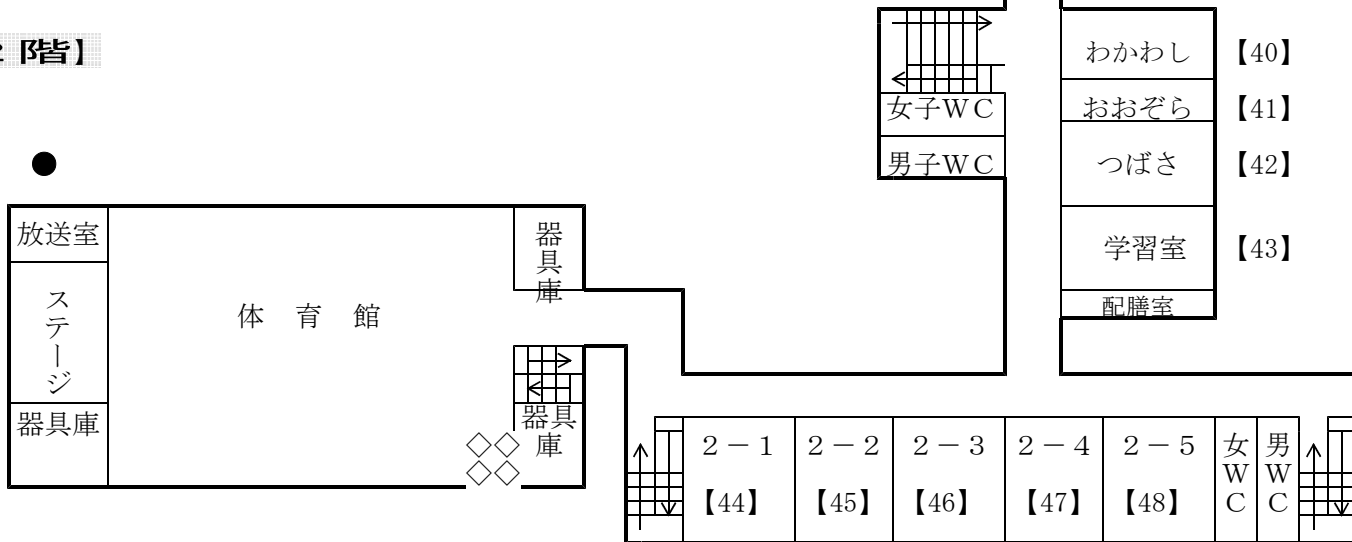 階】
わかわし 【40】
女子ＷＣ
おおぞら 【41】
男子ＷＣ
つばさ 【42】
放送室
器具庫
学習室 【43】
ステージ
体　育　館
配膳室
器具庫
器具庫
２－１
２－２
２－３
２－４
２－５
女ＷＣ
男ＷＣ
【44】
【45】
【46】
【47】
【48】